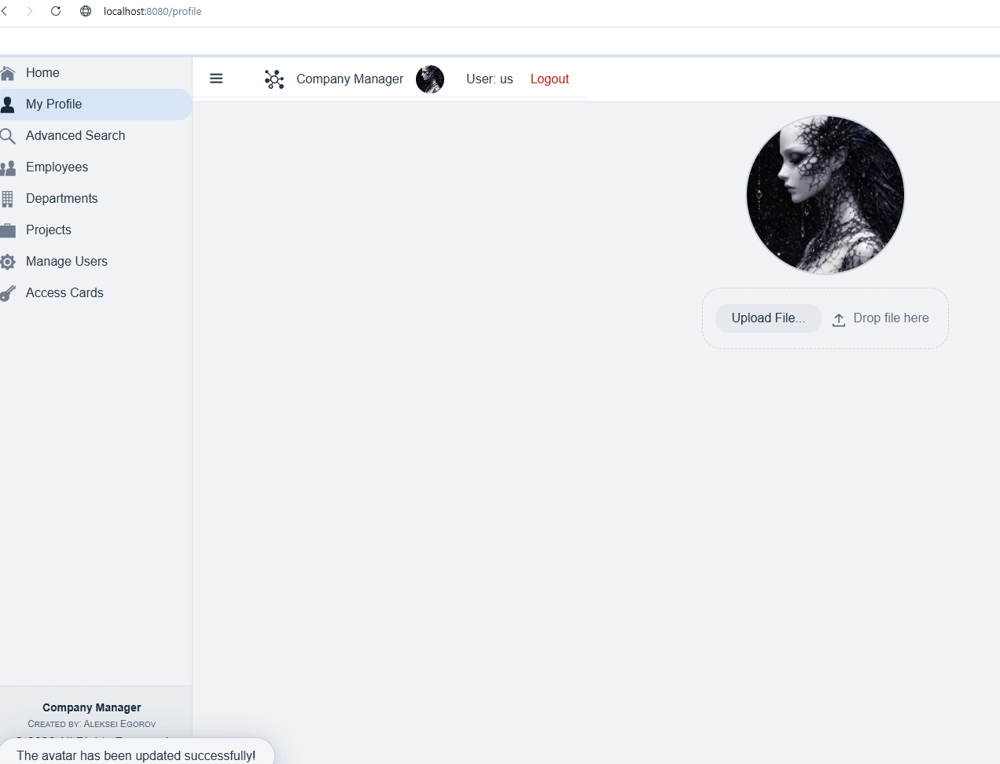 localhost:8080/profile
Home
My Profile
Advanced Search
Employees
Departments
Projects
Manage Users
Access Cards
Company Manager
User: us
Logout
Upload File...
Drop file here
Company Manager
CREATED BY: ALEKSEI EGOROV
The avatar has been updated successfully!